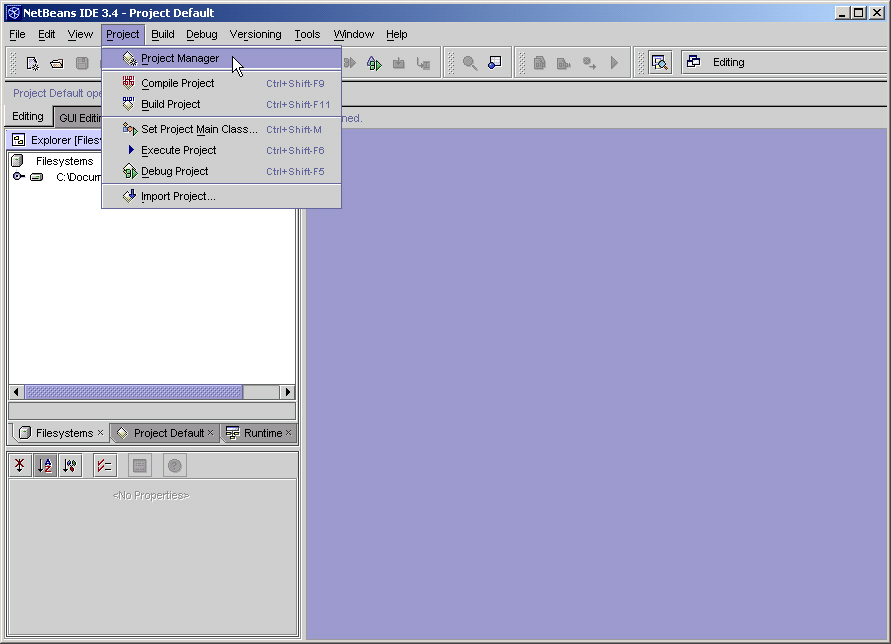 NetBeans IDE 3.4 - Project Default
File Edit View Project Build Debug Versioning Tools Window Help
Project Manager
Editing
Compile Project Ctrl+Shift-F9
Project Default ope
Build Project Ctrl+Shift-F11
Editing GUI Editin
ned.
Set Project Main Class... Ctrl+Shift-M
Explorer [Files
Execute Project Ctrl+Shift-F6
Filesystems
Debug Project Ctrl+Shift-F5
C:\Docum
Import Project...
Filesystems × Project Default × Runtime ×
<No Properties>